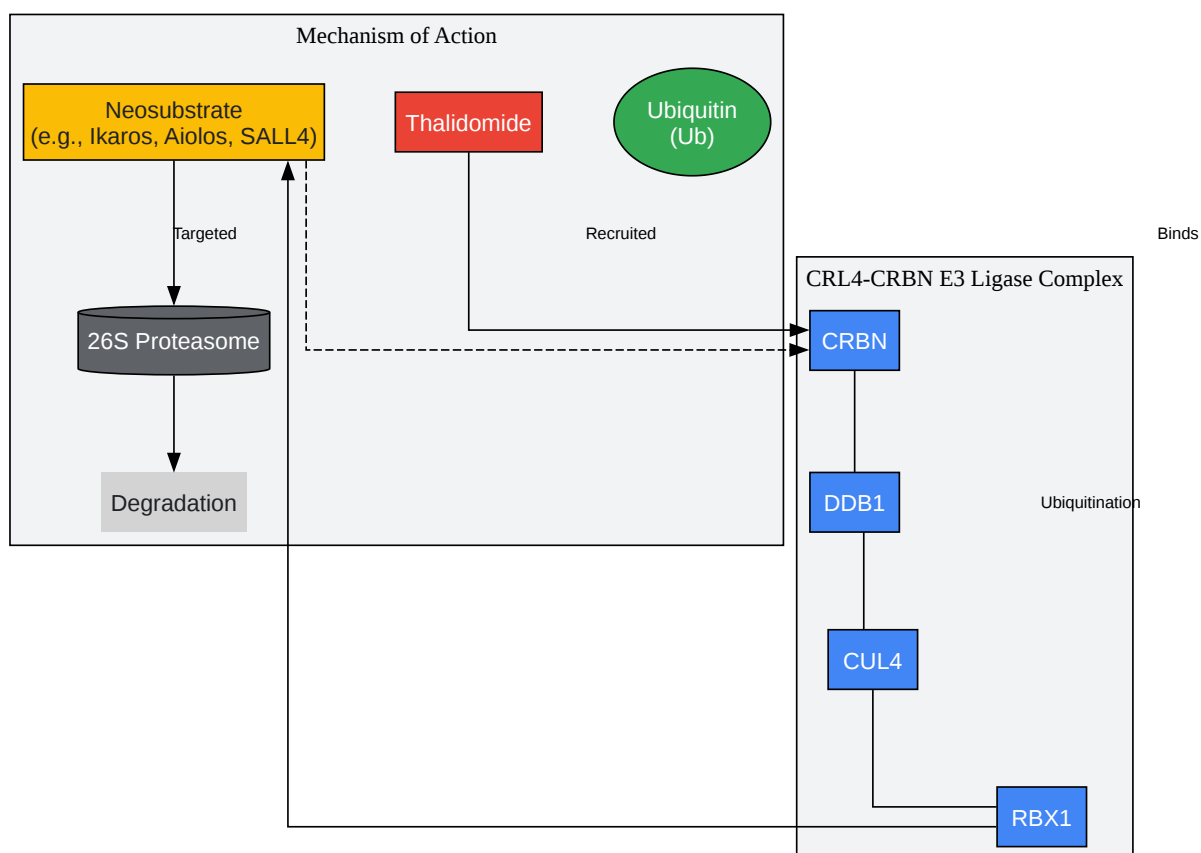 Mechanism of Action
Neosubstrate
(e.g., Ikaros, Aiolos, SALL4)
Thalidomide
Ubiquitin
(Ub)
Targeted
Recruited
Binds
CRL4-CRBN E3 Ligase Complex
26S Proteasome
CRBN
Degradation
DDB1
Ubiquitination
CUL4
RBX1